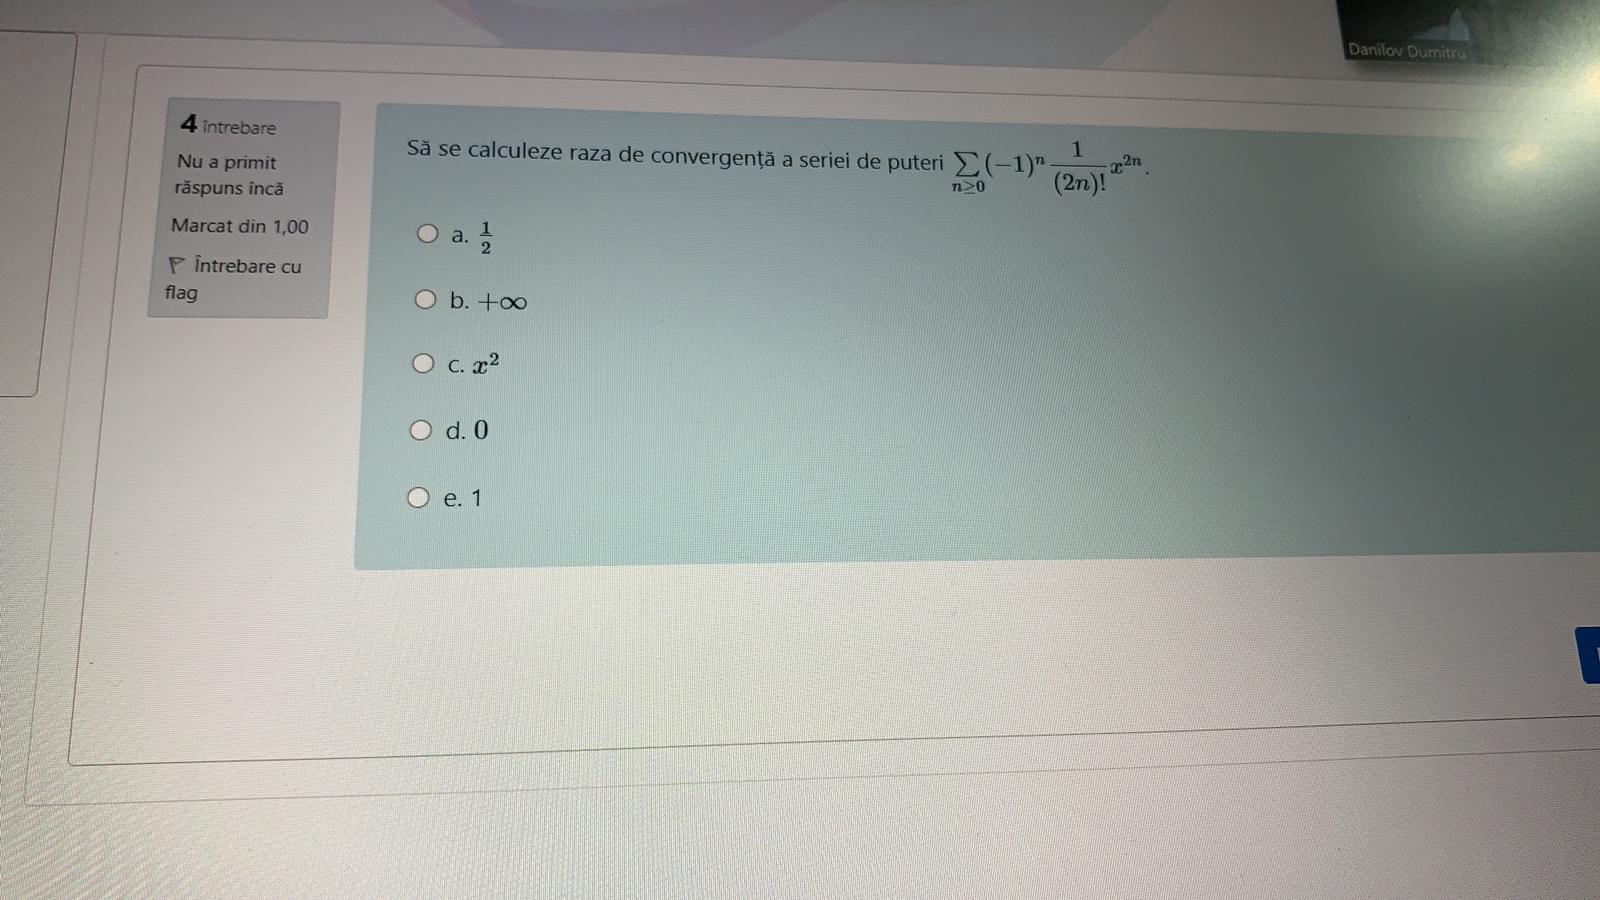 Danilov Dumitru
4 întrebare
Nu a primit
răspuns încă
Marcat din 1,00
Întrebare cu
flag
Să se calculeze raza de convergență a seriei de puteri $\sum_{n\geq 0}(-1)^n \frac{1}{(2n)!} x^{2n}$.
a. $\frac{1}{2}$
b. $+\infty$
c. $x^2$
d. 0
e. 1